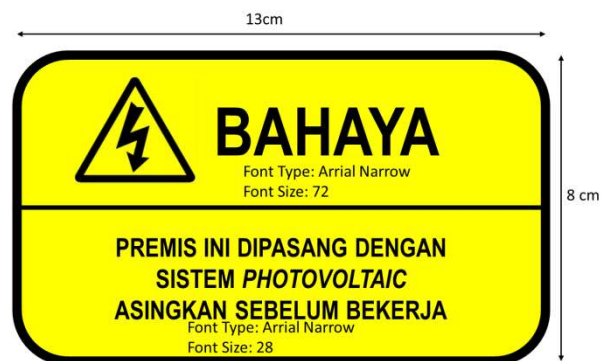 13cm
BAHAYA
Font Type: Arrial Narrow
Font Size: 72
8 cm
PREMIS INI DIPASANG DENGAN
SISTEM PHOTOVOLTAIC
ASINGKAN SEBELUM BEKERJA
Font Type: Arrial Narrow
Font Size: 28